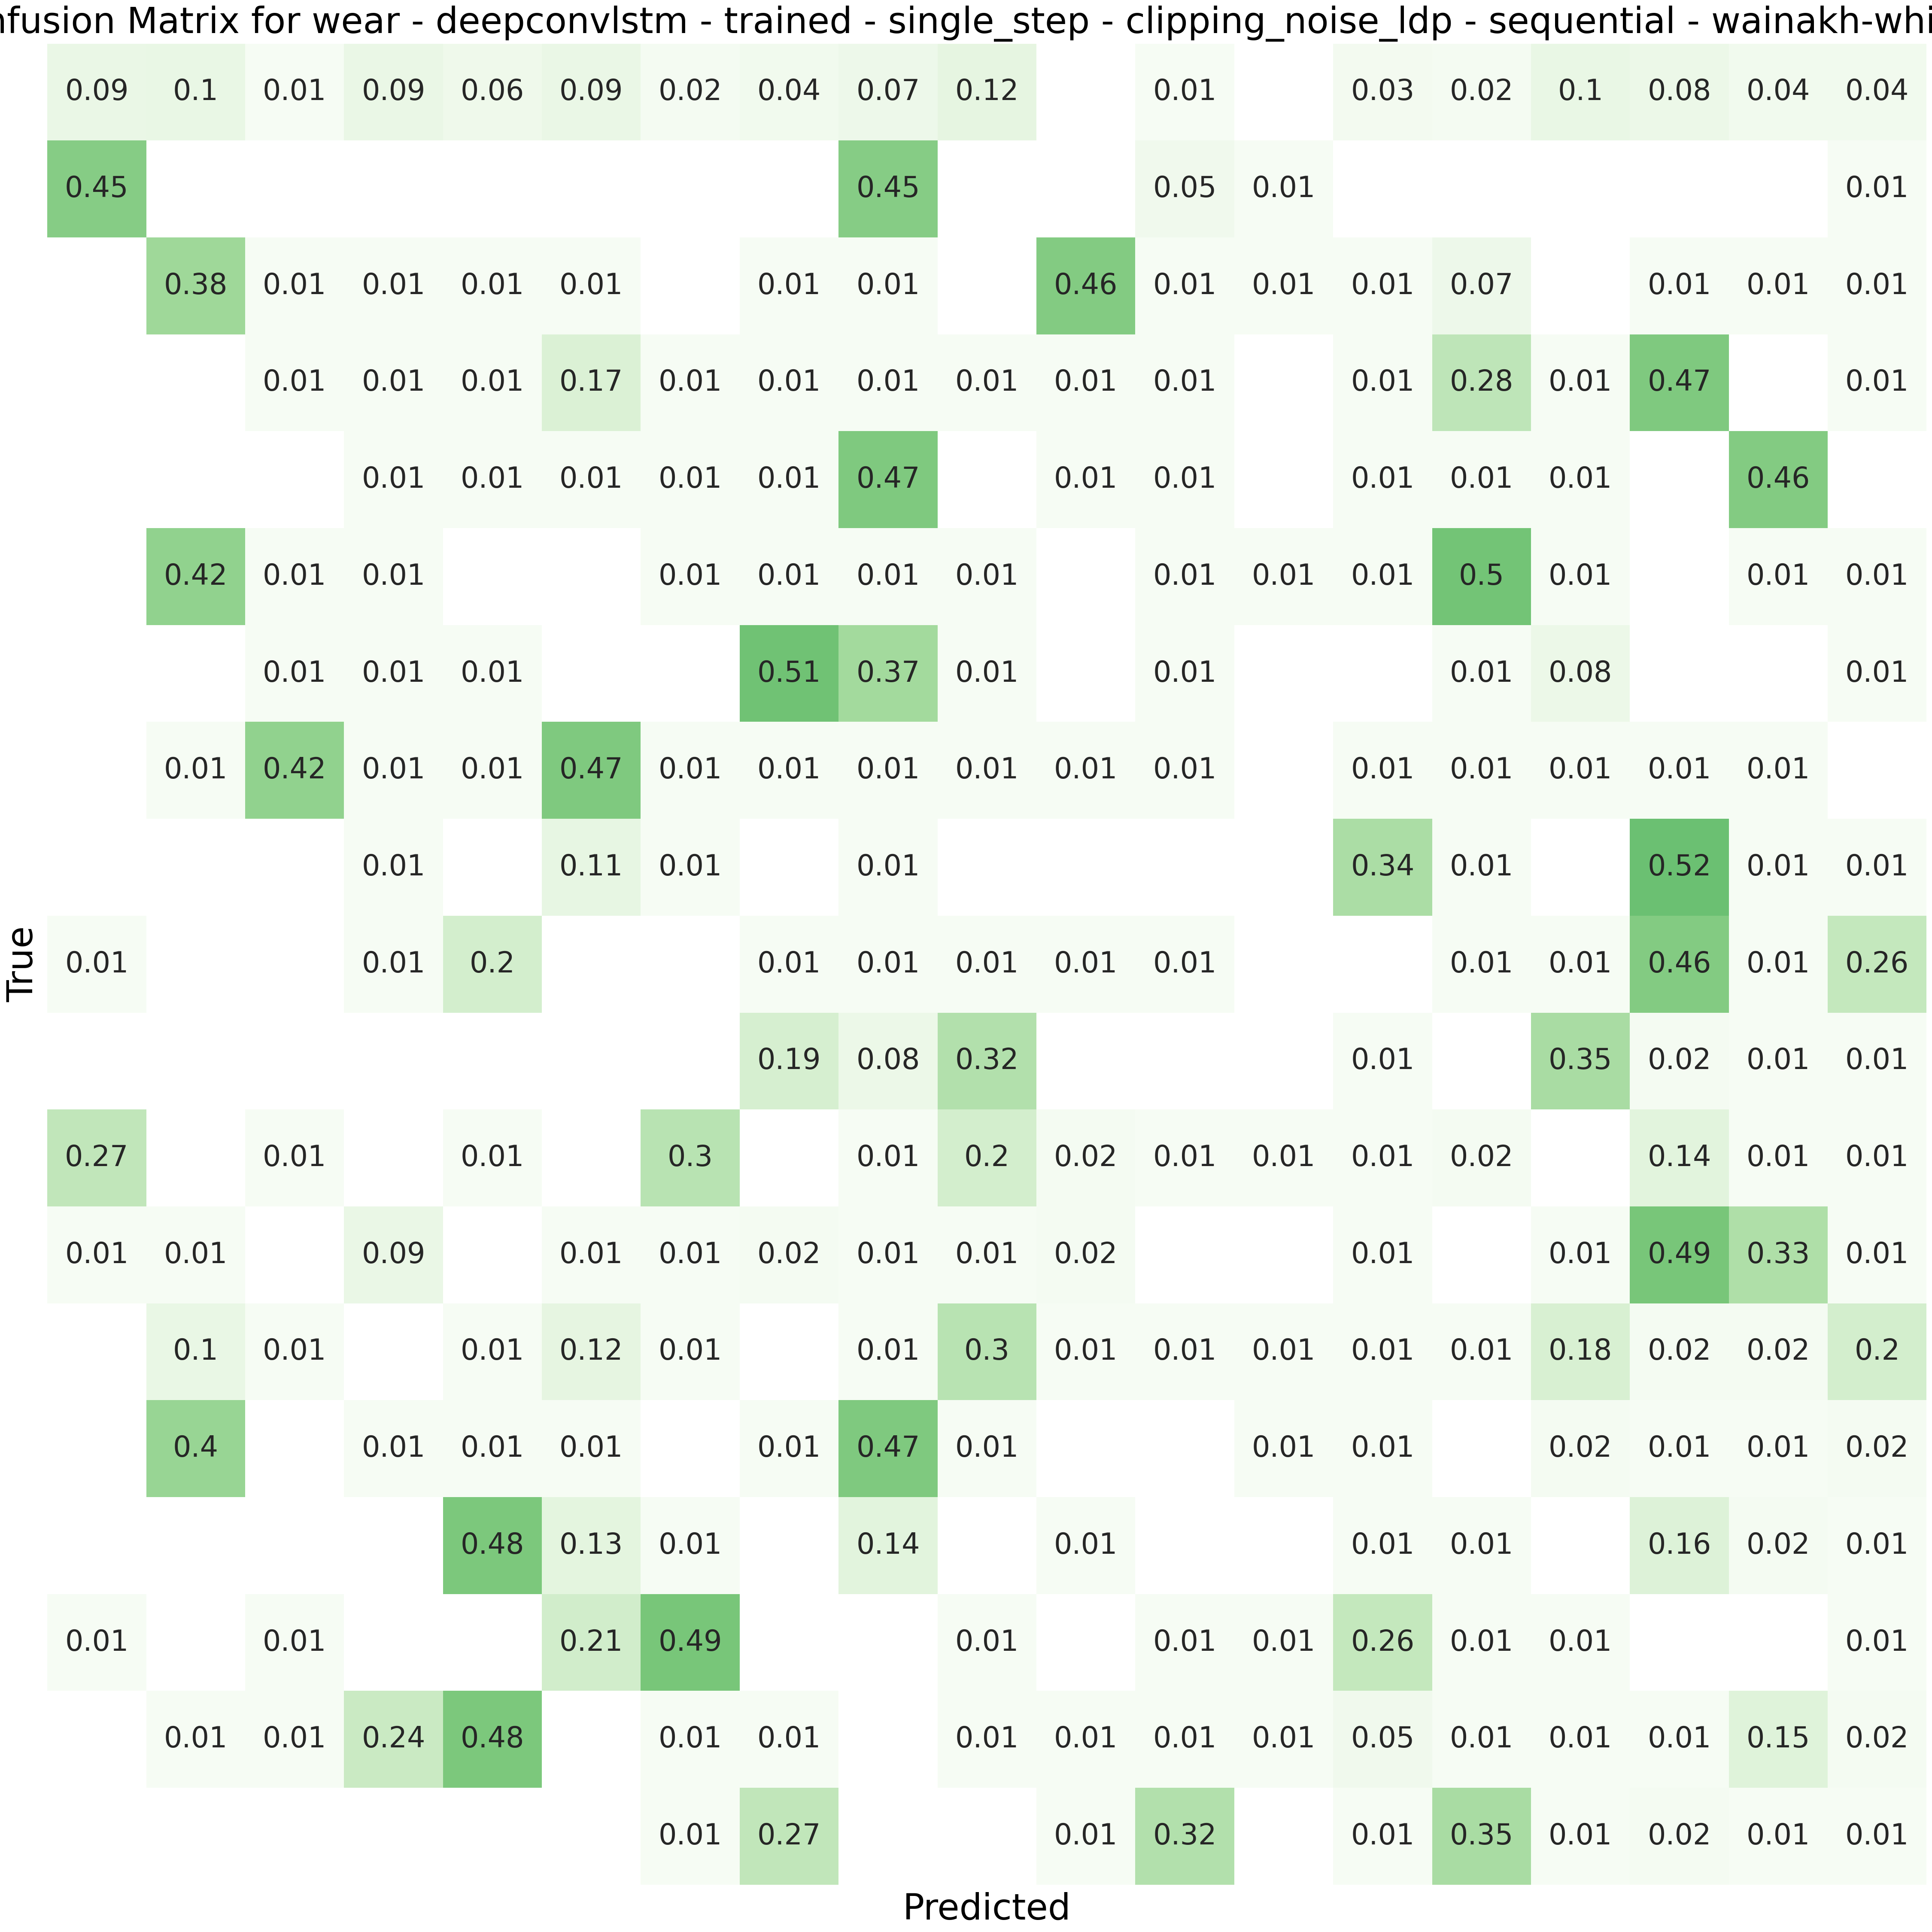 nfusion Matrix for wear - deepconvlstm - trained - single_step - clipping_noise_ldp - sequential - wainakh-whi
0.09 0.1 0.01 0.09 0.06 0.09 0.02 0.04 0.07 0.12 0.01 0.03 0.02 0.1 0.08 0.04 0.04
0.45 0.45 0.05 0.01 0.01
0.38 0.01 0.01 0.01 0.01 0.01 0.01 0.46 0.01 0.01 0.01 0.07 0.01 0.01 0.01
0.01 0.01 0.01 0.17 0.01 0.01 0.01 0.01 0.01 0.01 0.01 0.28 0.01 0.47 0.01
0.01 0.01 0.01 0.01 0.01 0.47 0.01 0.01 0.01 0.01 0.01 0.46
0.42 0.01 0.01 0.01 0.01 0.01 0.01 0.01 0.01 0.01 0.5 0.01 0.01 0.01
0.01 0.01 0.01 0.51 0.37 0.01 0.01 0.01 0.08 0.01
0.01 0.42 0.01 0.01 0.47 0.01 0.01 0.01 0.01 0.01 0.01 0.01 0.01 0.01 0.01 0.01
0.01 0.11 0.01 0.01 0.34 0.01 0.52 0.01 0.01
0.01 0.01 0.2 0.01 0.01 0.01 0.01 0.01 0.01 0.01 0.46 0.01 0.26
0.19 0.08 0.32 0.01 0.35 0.02 0.01 0.01
0.27 0.01 0.01 0.3 0.01 0.2 0.02 0.01 0.01 0.01 0.02 0.14 0.01 0.01
0.01 0.01 0.09 0.01 0.01 0.02 0.01 0.01 0.02 0.01 0.01 0.49 0.33 0.01
0.1 0.01 0.01 0.12 0.01 0.01 0.3 0.01 0.01 0.01 0.01 0.01 0.18 0.02 0.02 0.2
0.4 0.01 0.01 0.01 0.01 0.47 0.01 0.01 0.01 0.02 0.01 0.01 0.02
0.48 0.13 0.01 0.14 0.01 0.01 0.01 0.16 0.02 0.01
0.01 0.01 0.21 0.49 0.01 0.01 0.01 0.26 0.01 0.01 0.01
0.01 0.01 0.24 0.48 0.01 0.01 0.01 0.01 0.01 0.01 0.05 0.01 0.01 0.01 0.15 0.02
0.01 0.27 0.01 0.32 0.01 0.35 0.01 0.02 0.01 0.01
True
Predicted